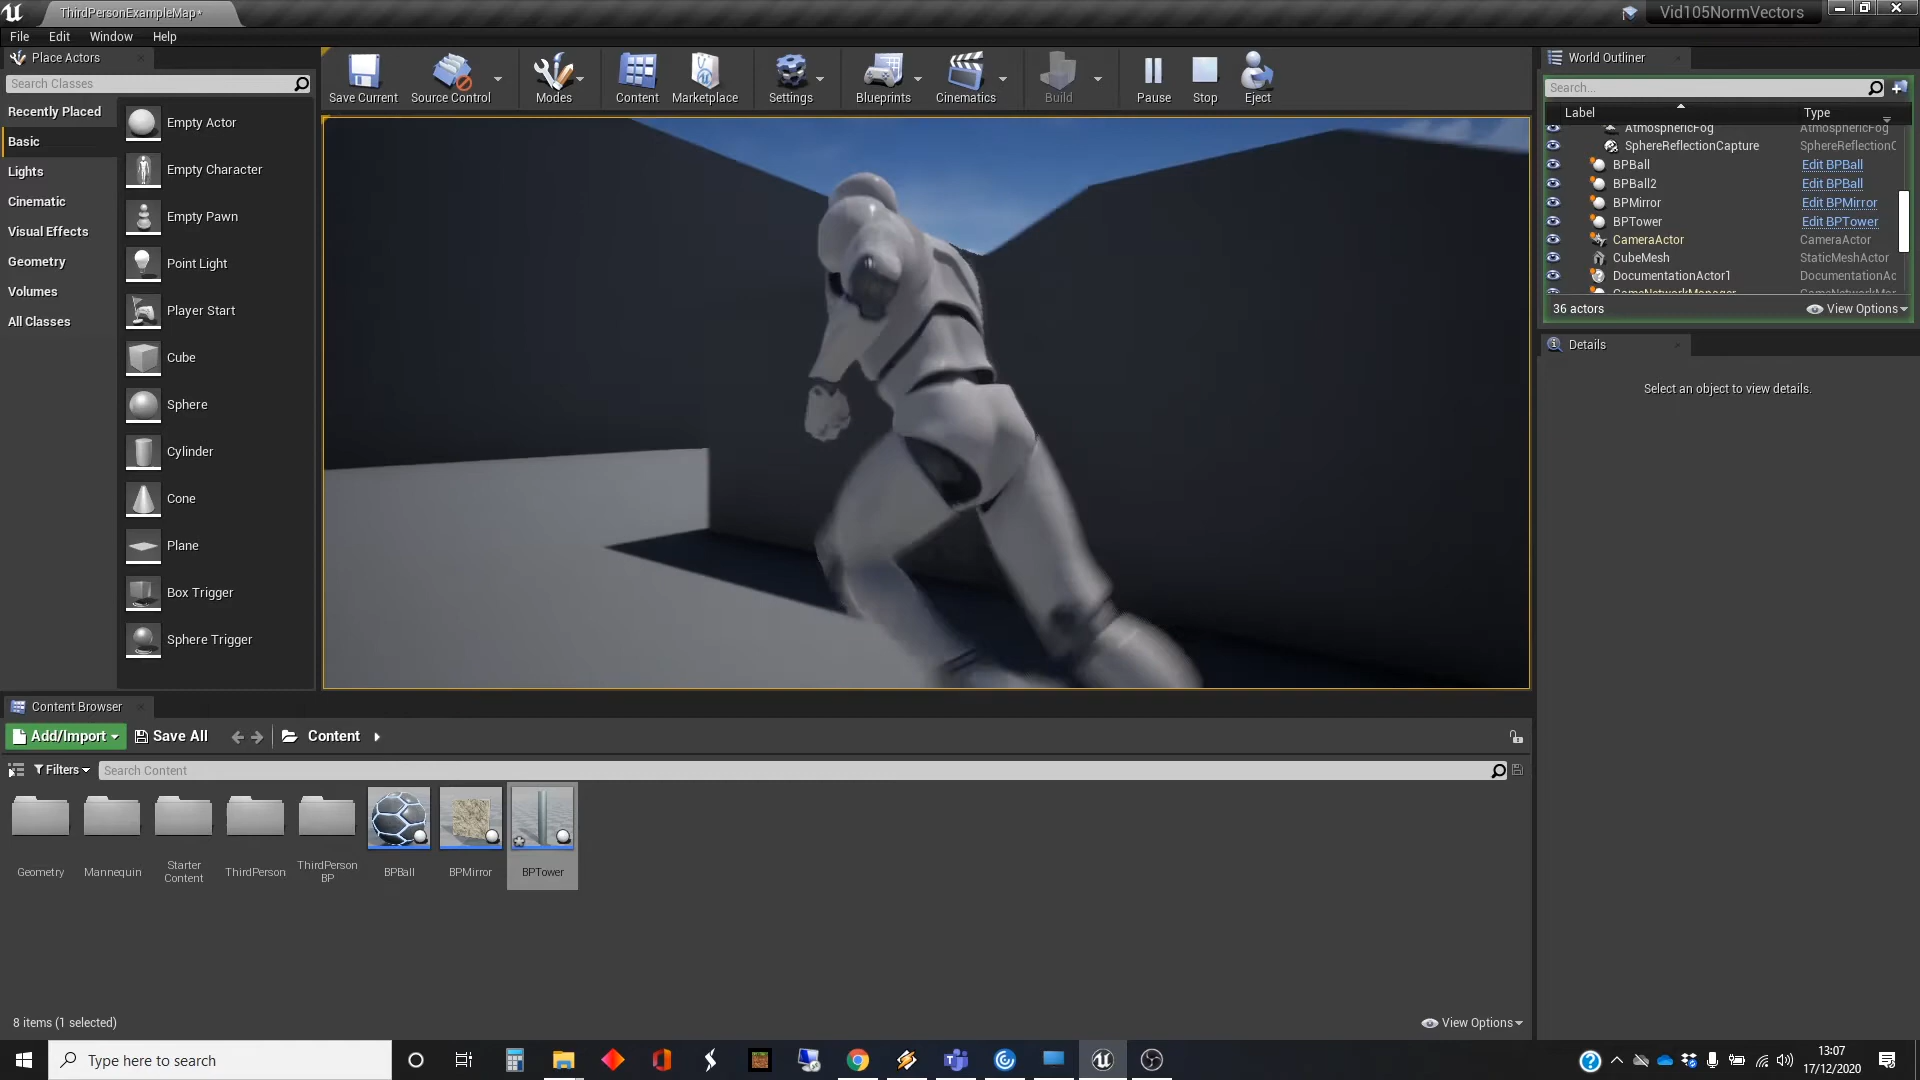 ThirdPersonExampleMap*
Vid105NormVectors
File Edit Window Help
Place Actors
Search Classes
Recently Placed
Basic
Lights
Cinematic
Visual Effects
Geometry
Volumes
All Classes
Empty Actor
Empty Character
Empty Pawn
Point Light
Player Start
Cube
Sphere
Cylinder
Cone
Plane
Box Trigger
Sphere Trigger
Save Current Source Control Modes Content Marketplace Settings Blueprints Cinematics Build Pause Stop Eject
World Outliner
Search...
Label Type
AtmosphericFog AtmosphericFog
SphereReflectionCapture SphereReflectionC
BPBall Edit BPBall
BPBall2 Edit BPBall
BPMirror Edit BPMirror
BPTower Edit BPTower
CameraActor CameraActor
CubeMesh StaticMeshActor
DocumentationActor1 DocumentationAc
GameNetworkManager GameNetworkMan
36 actors View Options
Details
Select an object to view details.
Content Browser
Add/Import Save All Content
Filters Search Content
Geometry
Mannequin
Starter
Content
ThirdPerson
ThirdPerson
BP
BPBall
BPMirror
BPTower
8 items (1 selected) View Options
Type here to search
13:07
17/12/2020